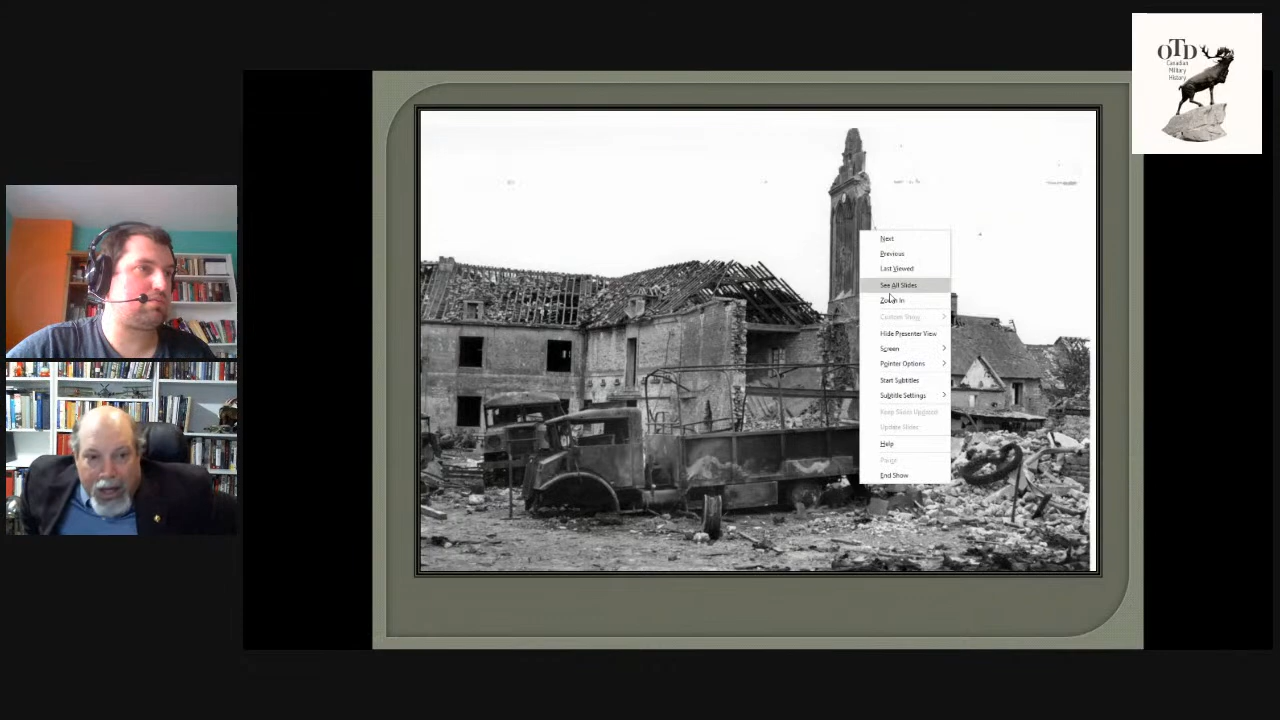 OTD
Canadian
Military
History
Next
Previous
Last Viewed
See All Slides
Zoom In
Custom Show
Hide Presenter View
Screen
Pointer Options
Start Subtitles
Subtitle Settings
Keep Slides Updated
Update Slides
Help
Pause
End Show